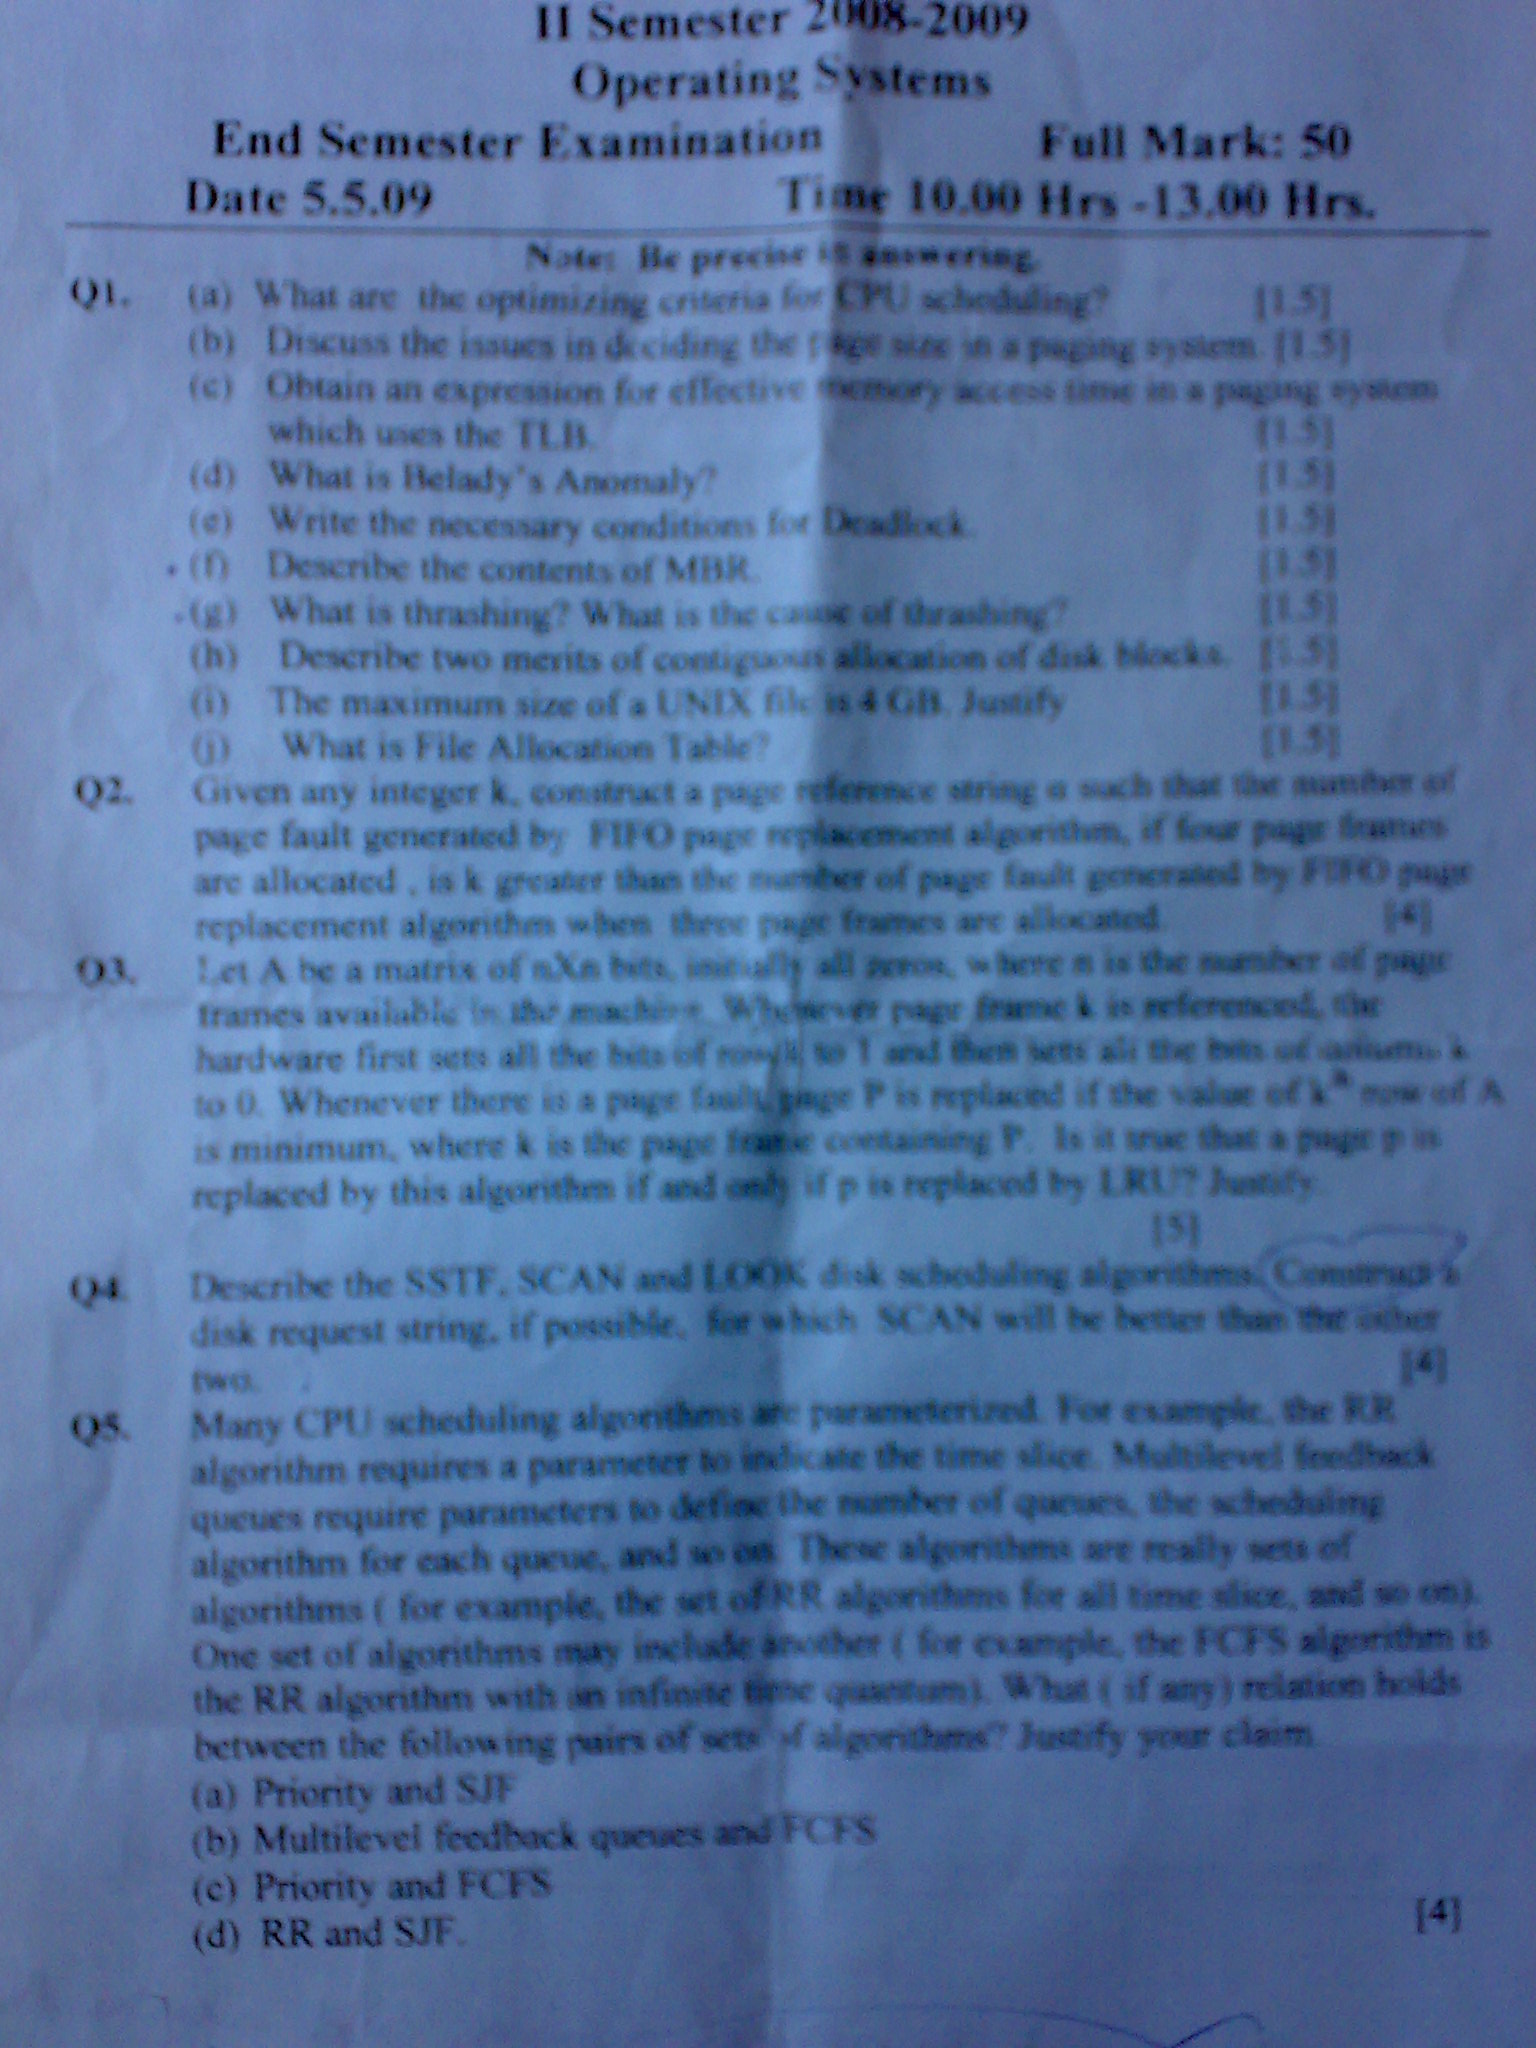 II Semester 2008-2009
Operating Systems
End Semester Examination Full Mark: 50
Date 5.5.09 Time 10.00 Hrs -13.00 Hrs.
Note: Be precise in answering.
Q1. (a) What are the optimizing criteria for CPU scheduling? [1.5]
(b) Discuss the issues in deciding the page size in a paging system. [1.5]
(c) Obtain an expression for effective memory access time in a paging system
which uses the TLB. [1.5]
(d) What is Belady's Anomaly? [1.5]
(e) Write the necessary conditions for Deadlock. [1.5]
(f) Describe the contents of MBR. [1.5]
(g) What is thrashing? What is the cause of thrashing? [1.5]
(h) Describe two merits of contiguous allocation of disk blocks. [1.5]
(i) The maximum size of a UNIX file is 4 GB. Justify [1.5]
(j) What is File Allocation Table? [1.5]
Q2. Given any integer k, construct a page reference string α such that the number of
page fault generated by FIFO page replacement algorithm, if four page frames
are allocated , is k greater than the number of page fault generated by FIFO page
replacement algorithm when three page frames are allocated. [4]
Q3. Let A be a matrix of nXn bits, initially all zeros, where n is the number of page
frames available in the machine. Whenever page frame k is referenced, the
hardware first sets all the bits of row k to 1 and then sets all the bits of column k
to 0. Whenever there is a page fault, page P is replaced if the value of kth row of A
is minimum, where k is the page frame containing P. Is it true that a page p is
replaced by this algorithm if and only if p is replaced by LRU? Justify.
[5]
Q4. Describe the SSTF, SCAN and LOOK disk scheduling algorithms. Construct a
disk request string, if possible, for which SCAN will be better than the other
two. [4]
Q5. Many CPU scheduling algorithms are parameterized. For example, the RR
algorithm requires a parameter to indicate the time slice. Multilevel feedback
queues require parameters to define the number of queues, the scheduling
algorithm for each queue, and so on. These algorithms are really sets of
algorithms ( for example, the set of RR algorithms for all time slice, and so on).
One set of algorithms may include another ( for example, the FCFS algorithm is
the RR algorithm with an infinite time quantum). What ( if any) relation holds
between the following pairs of sets of algorithms? Justify your claim.
(a) Priority and SJF
(b) Multilevel feedback queues and FCFS
(c) Priority and FCFS
(d) RR and SJF. [4]